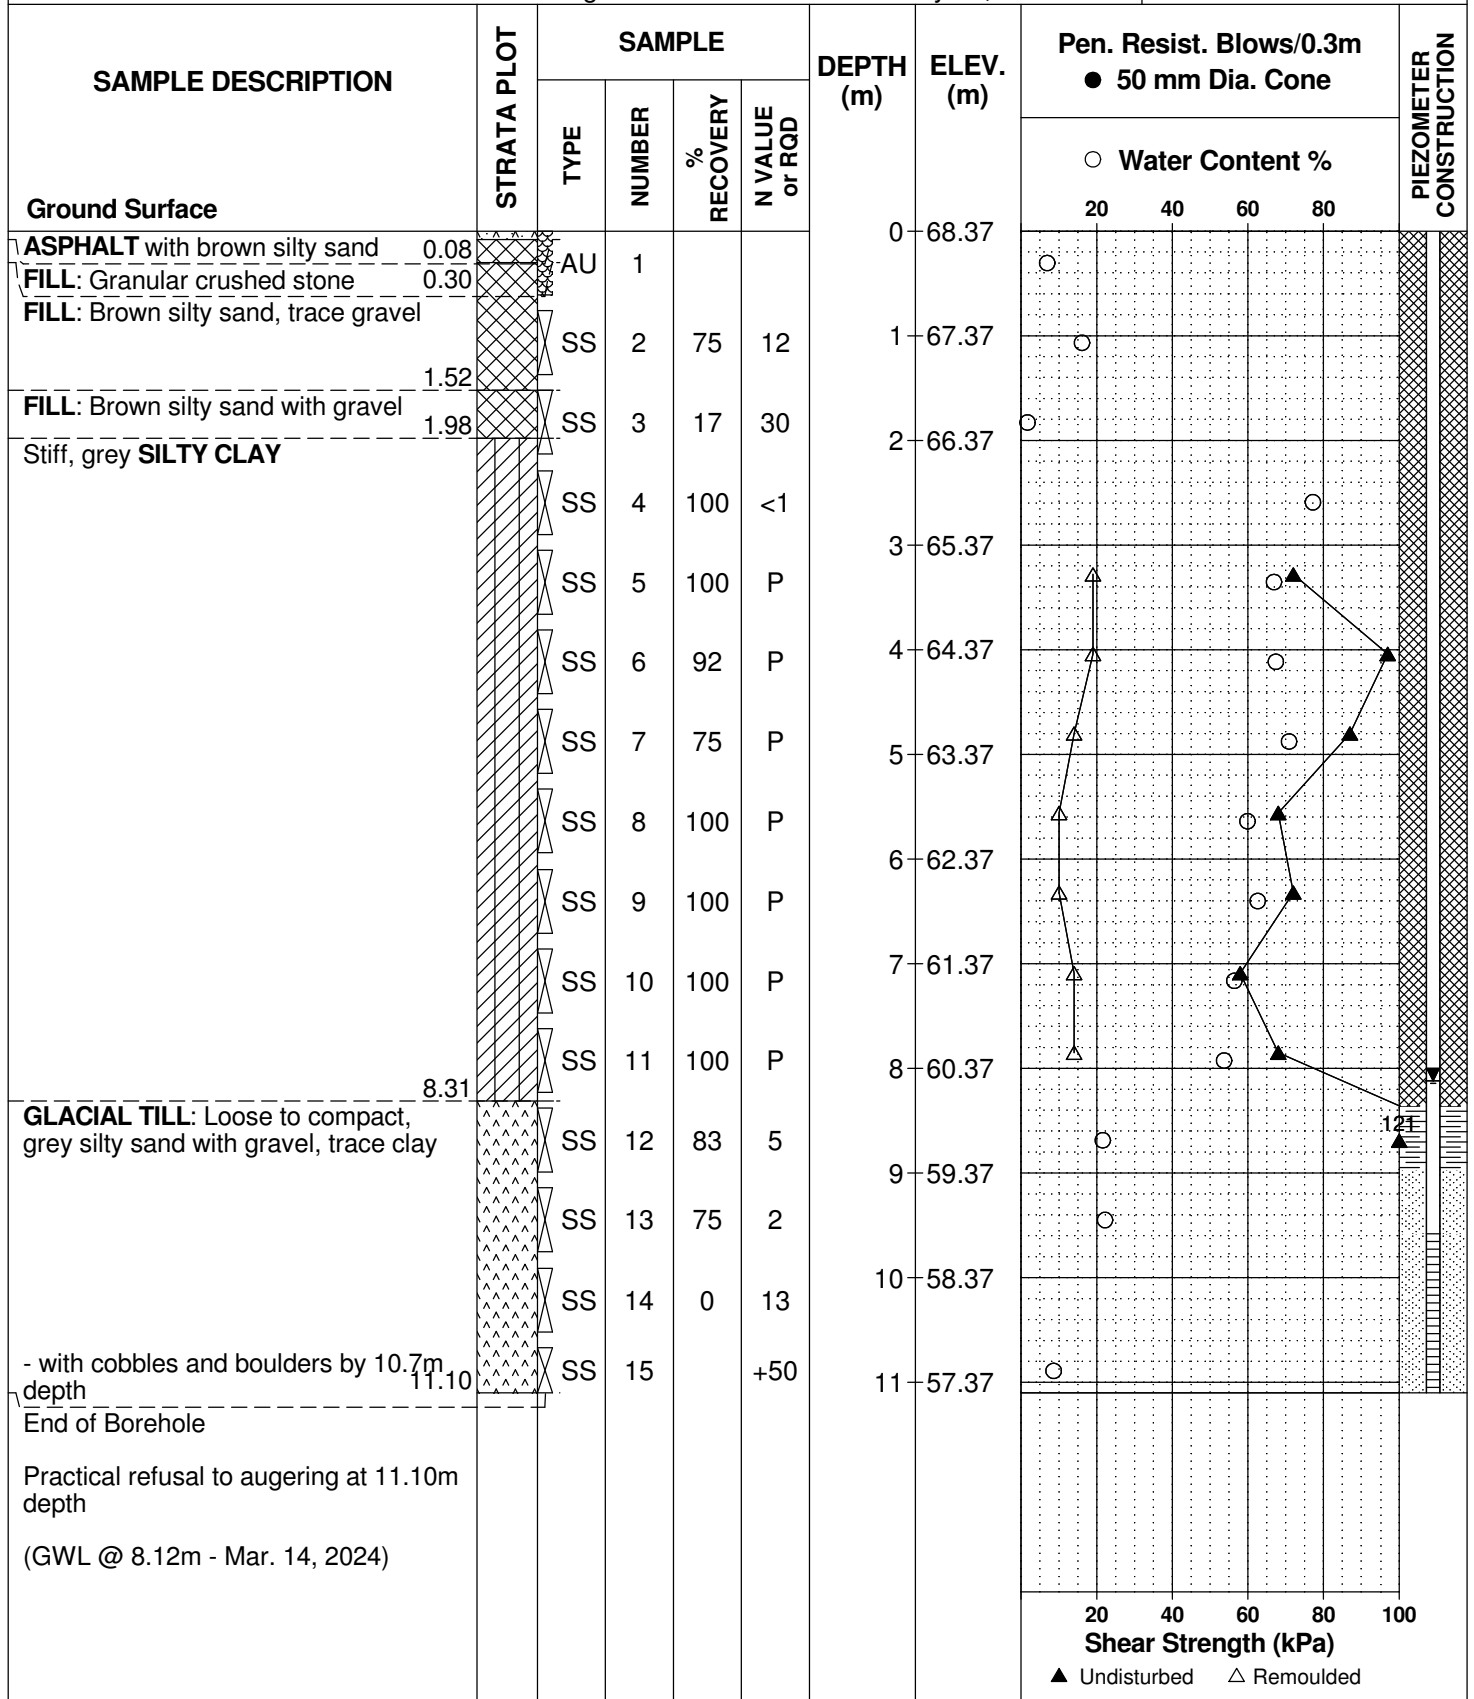 SAMPLE DESCRIPTION
Ground Surface
STRATA PLOT
SAMPLE
TYPE
NUMBER
% RECOVERY
N VALUE or RQD
DEPTH (m)
ELEV. (m)
Pen. Resist. Blows/0.3m
● 50 mm Dia. Cone
○ Water Content %
20 40 60 80
PIEZOMETER CONSTRUCTION
0 68.37
ASPHALT with brown silty sand 0.08
AU 1
FILL: Granular crushed stone 0.30
FILL: Brown silty sand, trace gravel
SS 2 75 12
1 67.37
1.52
FILL: Brown silty sand with gravel
1.98
SS 3 17 30
2 66.37
Stiff, grey SILTY CLAY
SS 4 100 <1
3 65.37
SS 5 100 P
4 64.37
SS 6 92 P
SS 7 75 P
5 63.37
SS 8 100 P
6 62.37
SS 9 100 P
7 61.37
SS 10 100 P
SS 11 100 P
8 60.37
8.31
GLACIAL TILL: Loose to compact,
grey silty sand with gravel, trace clay
121
SS 12 83 5
9 59.37
SS 13 75 2
10 58.37
SS 14 0 13
- with cobbles and boulders by 10.7m
depth 11.10
SS 15 +50
11 57.37
End of Borehole
Practical refusal to augering at 11.10m
depth
(GWL @ 8.12m - Mar. 14, 2024)
20 40 60 80 100
Shear Strength (kPa)
▲ Undisturbed △ Remoulded